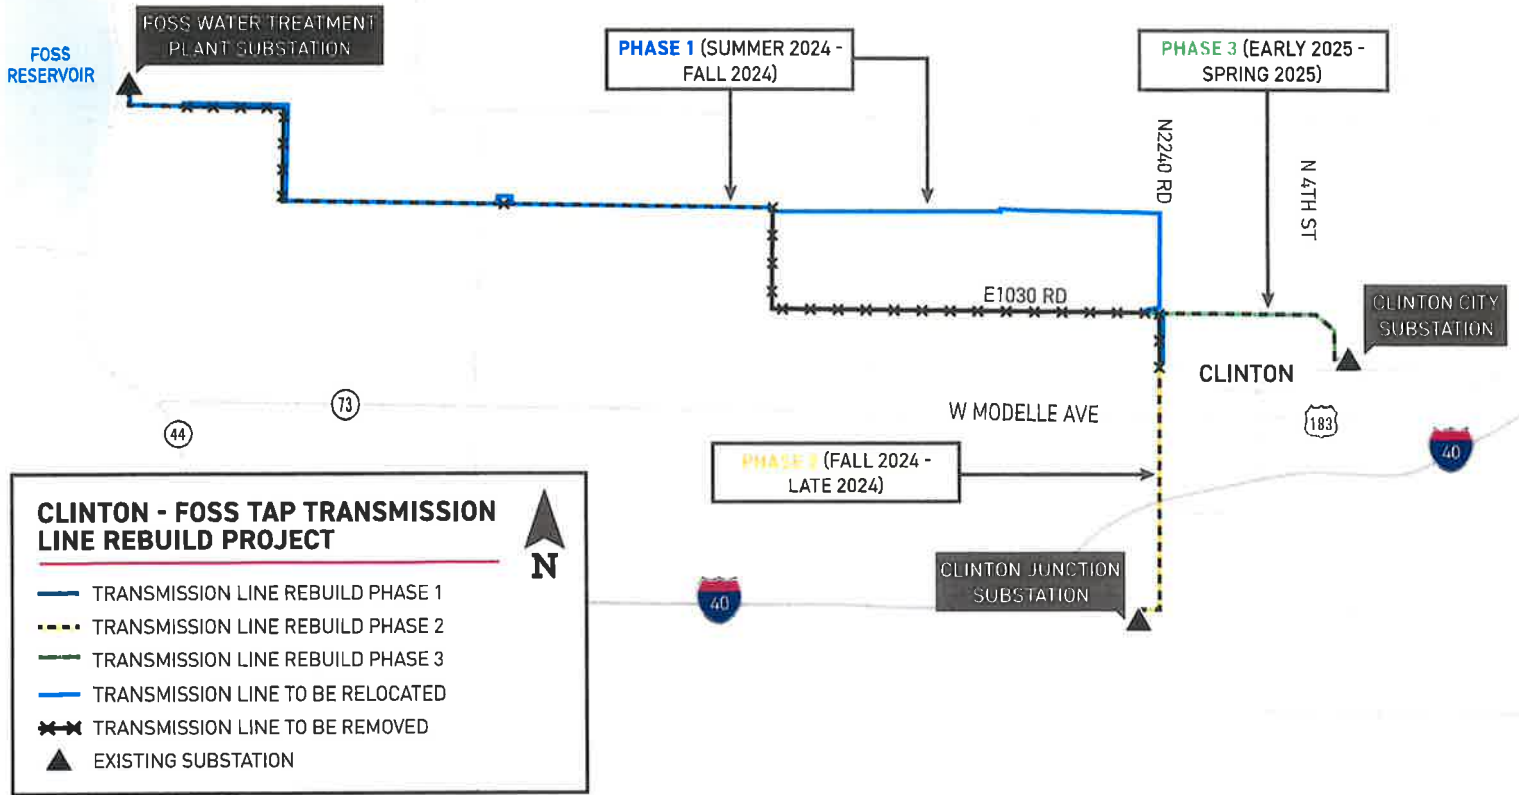 FOSS WATER TREATMENT
PLANT SUBSTATION
FOSS
RESERVOIR
PHASE 1 (SUMMER 2024 -
FALL 2024)
PHASE 3 (EARLY 2025 -
SPRING 2025)
N2240 RD
N 4TH ST
E1030 RD
CLINTON CITY
SUBSTATION
CLINTON
W MODELLE AVE
73
44
183
40
PHASE 2 (FALL 2024 -
LATE 2024)
CLINTON JUNCTION
SUBSTATION
40
CLINTON - FOSS TAP TRANSMISSION
LINE REBUILD PROJECT
N
TRANSMISSION LINE REBUILD PHASE 1
TRANSMISSION LINE REBUILD PHASE 2
TRANSMISSION LINE REBUILD PHASE 3
TRANSMISSION LINE TO BE RELOCATED
TRANSMISSION LINE TO BE REMOVED
EXISTING SUBSTATION